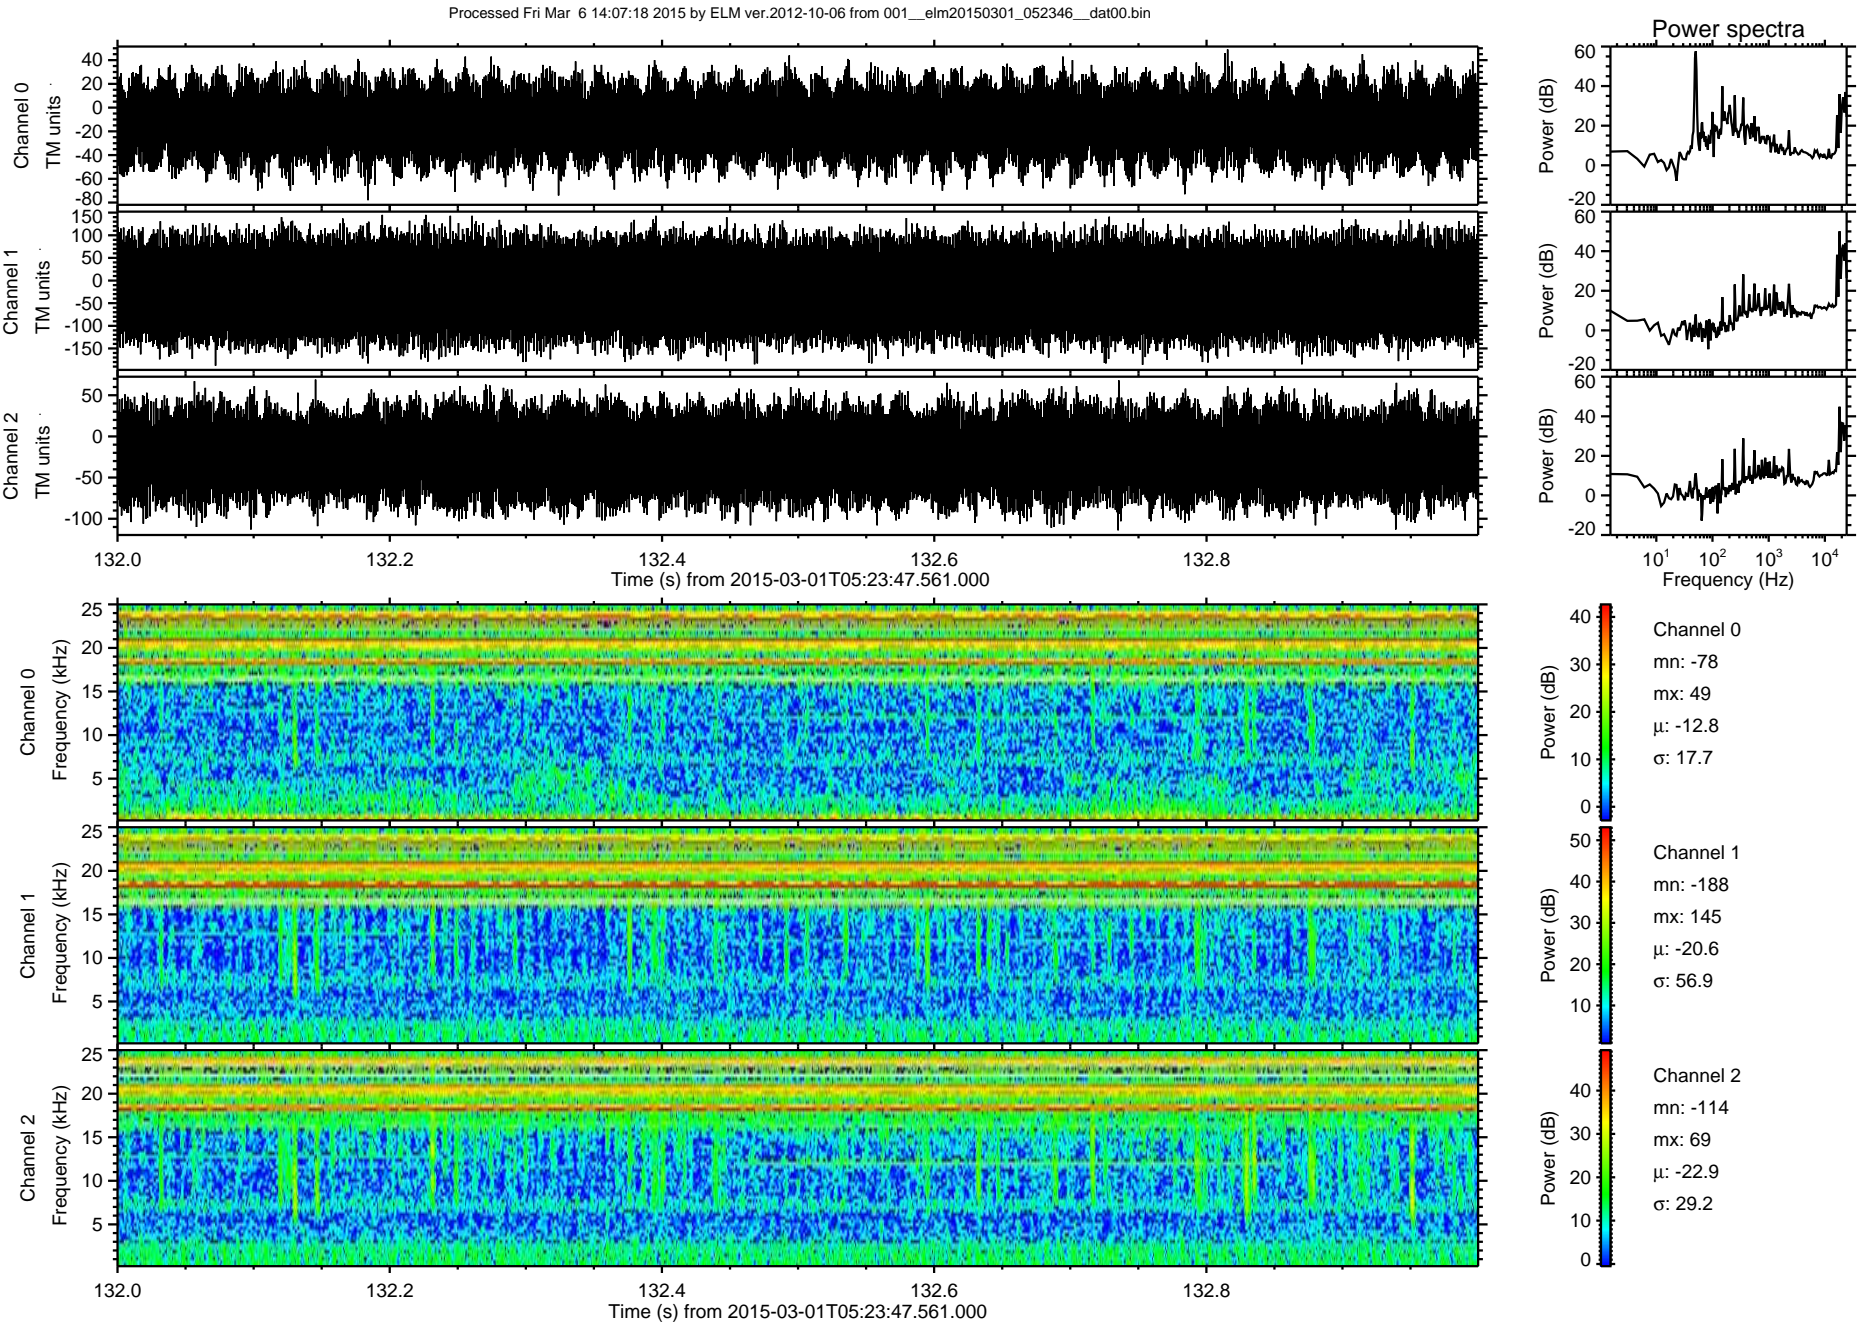 Processed Fri Mar  6 14:07:18 2015 by ELM ver.2012-10-06 from 001__elm20150301_052346__dat00.bin
Power spectra
Channel 0
TM units
40
20
0
-20
-40
-60
-80
Power (dB)
60
40
20
0
-20
Channel 1
TM units
150
100
50
0
-50
-100
-150
Power (dB)
60
40
20
0
-20
Channel 2
TM units
50
0
-50
-100
Power (dB)
60
40
20
0
-20
132.0 132.2 132.4 132.6 132.8
Time (s) from 2015-03-01T05:23:47.561.000
10^1 10^2 10^3 10^4
Frequency (Hz)
Channel 0
Frequency (kHz)
25
20
15
10
5
Power (dB)
40
30
20
10
0
Channel 0
mn: -78
mx: 49
μ: -12.8
σ: 17.7
Channel 1
Frequency (kHz)
25
20
15
10
5
Power (dB)
50
40
30
20
10
Channel 1
mn: -188
mx: 145
μ: -20.6
σ: 56.9
Channel 2
Frequency (kHz)
25
20
15
10
5
Power (dB)
40
30
20
10
0
Channel 2
mn: -114
mx: 69
μ: -22.9
σ: 29.2
132.0 132.2 132.4 132.6 132.8
Time (s) from 2015-03-01T05:23:47.561.000